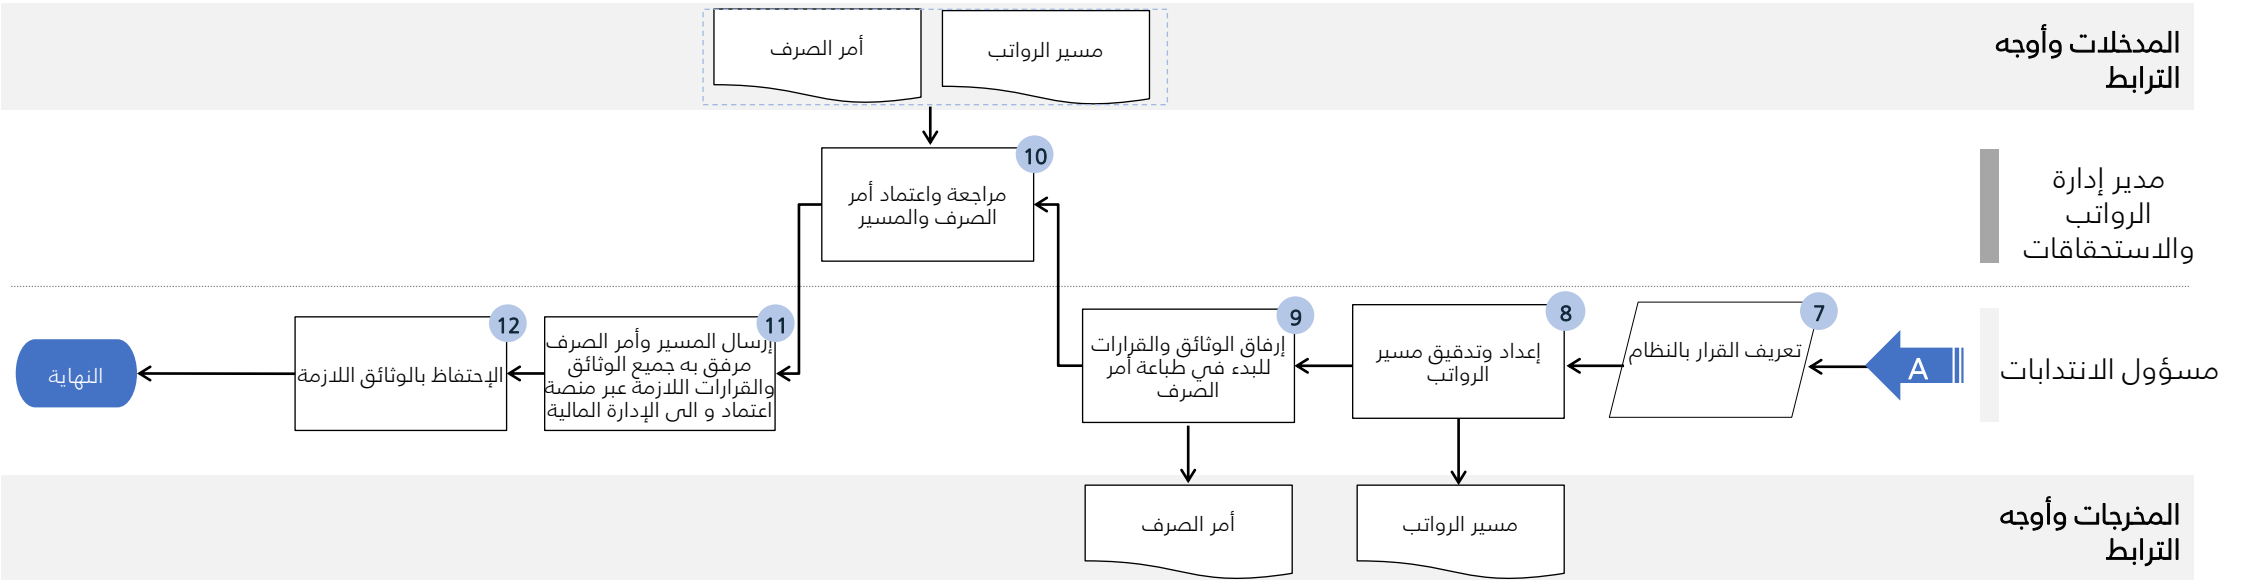 المدخلات وأوجه
الترابط
مسير الرواتب
أمر الصرف
مدير إدارة
الرواتب
والاستحقاقات
10
مراجعة واعتماد أمر
الصرف والمسير
مسؤول الانتدابات
A
7
تعريف القرار بالنظام
8
إعداد وتدقيق مسير
الرواتب
9
إرفاق الوثائق والقرارات
للبدء في طباعة أمر
الصرف
11
إرسال المسير وأمر الصرف
مرفق به جميع الوثائق
والقرارات اللازمة عبر منصة
اعتماد و الى الإدارة المالية
12
الإحتفاظ بالوثائق اللازمة
النهاية
المخرجات وأوجه
الترابط
مسير الرواتب
أمر الصرف